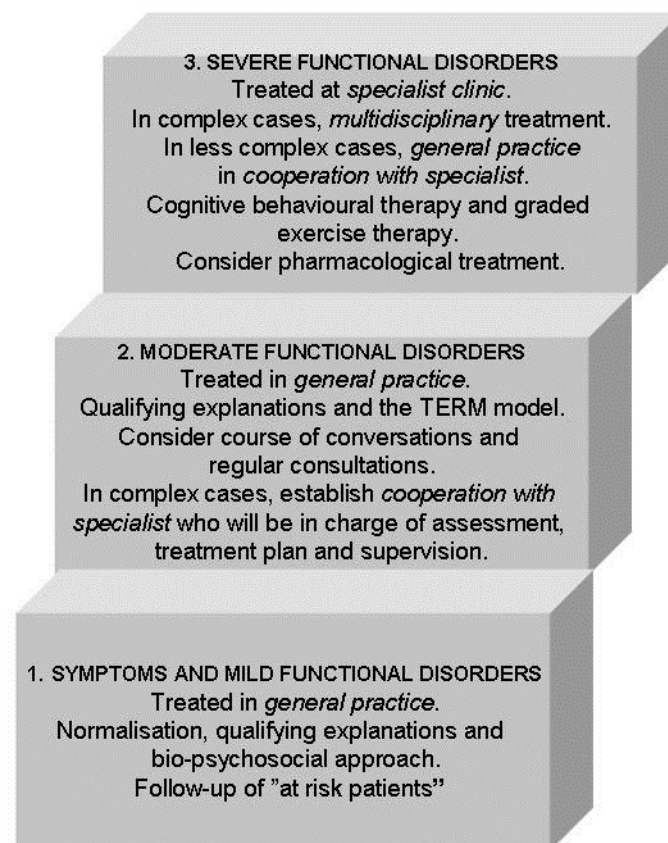 3. SEVERE FUNCTIONAL DISORDERS
Treated at specialist clinic.
In complex cases, multidisciplinary treatment.
In less complex cases, general practice
in cooperation with specialist.
Cognitive behavioural therapy and graded
exercise therapy.
Consider pharmacological treatment.
2. MODERATE FUNCTIONAL DISORDERS
Treated in general practice.
Qualifying explanations and the TERM model.
Consider course of conversations and
regular consultations.
In complex cases, establish cooperation with
specialist who will be in charge of assessment,
treatment plan and supervision.
1. SYMPTOMS AND MILD FUNCTIONAL DISORDERS
Treated in general practice.
Normalisation, qualifying explanations and
bio-psychosocial approach.
Follow-up of ”at risk patients”